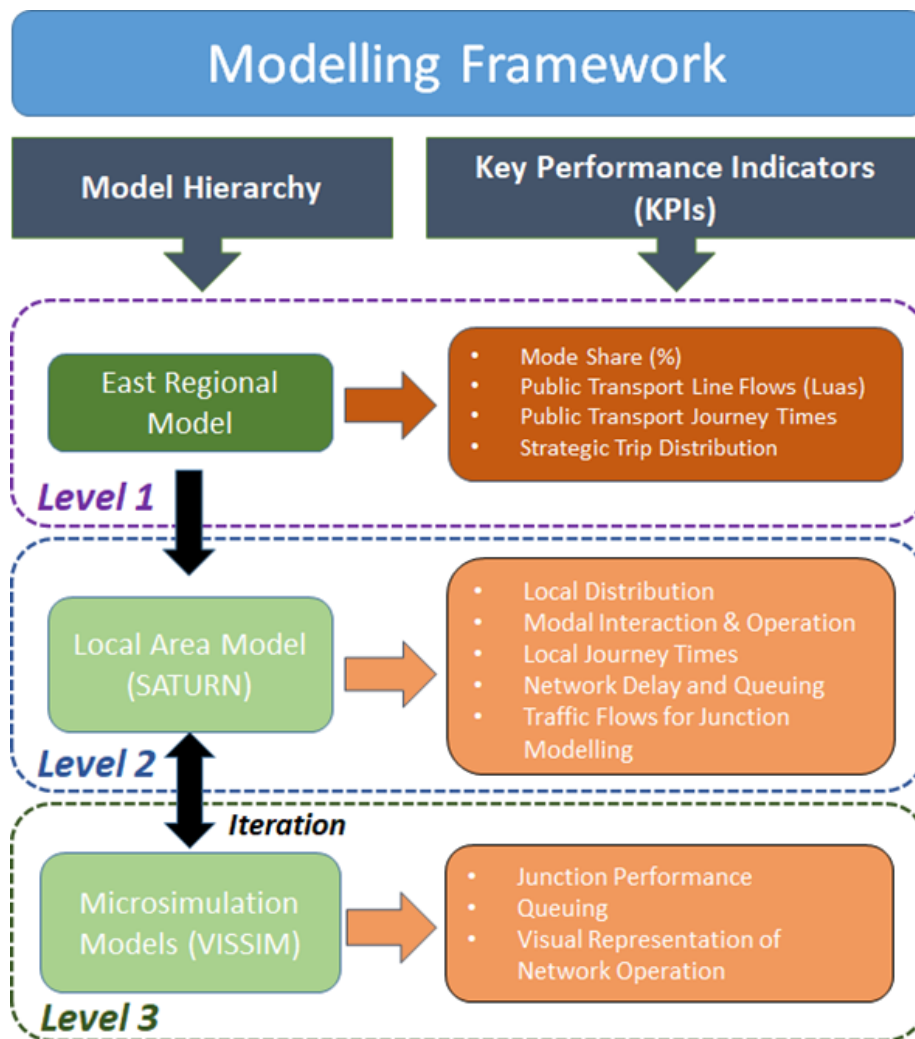 Modelling Framework
Model Hierarchy
Key Performance Indicators
(KPIs)
East Regional
Model
• Mode Share (%)
• Public Transport Line Flows (Luas)
• Public Transport Journey Times
• Strategic Trip Distribution
Level 1
Local Area Model
(SATURN)
• Local Distribution
• Modal Interaction & Operation
• Local Journey Times
• Network Delay and Queuing
• Traffic Flows for Junction
Modelling
Level 2
Iteration
Microsimulation
Models (VISSIM)
• Junction Performance
• Queuing
• Visual Representation of
Network Operation
Level 3